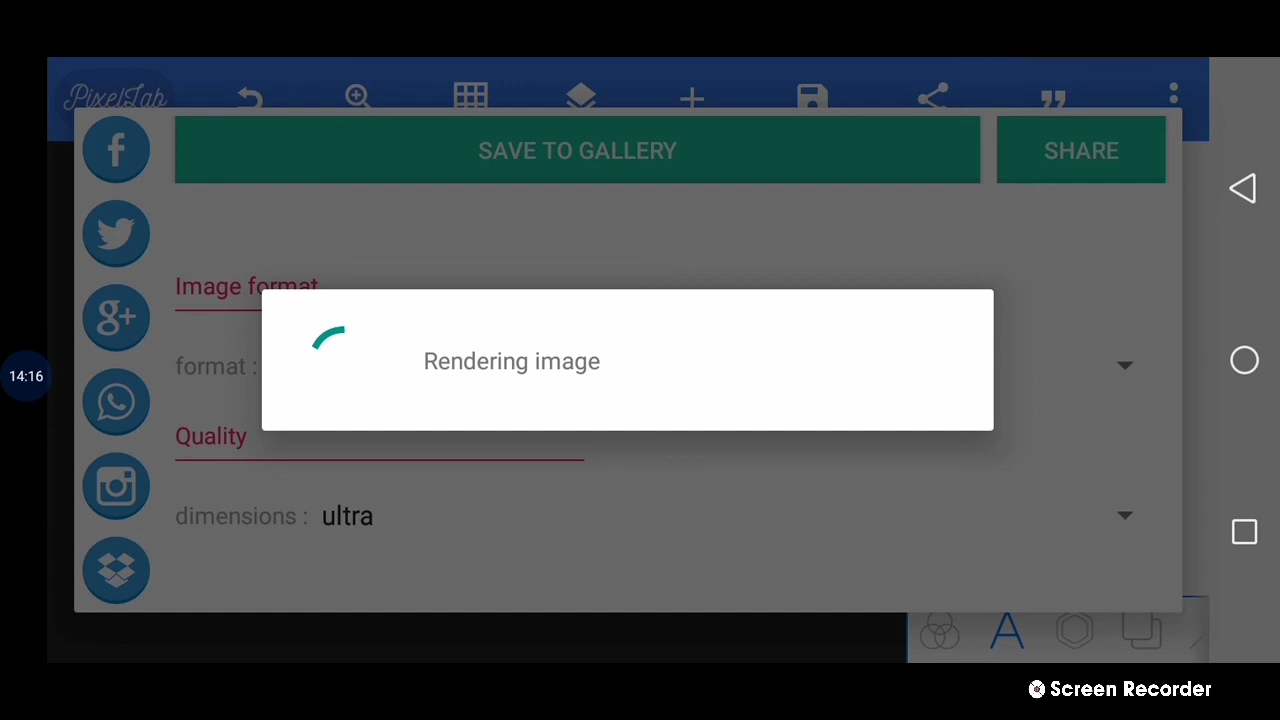 PixelLab
SAVE TO GALLERY
SHARE
Image format
format :
Rendering image
14:16
Quality
dimensions : ultra
Screen Recorder